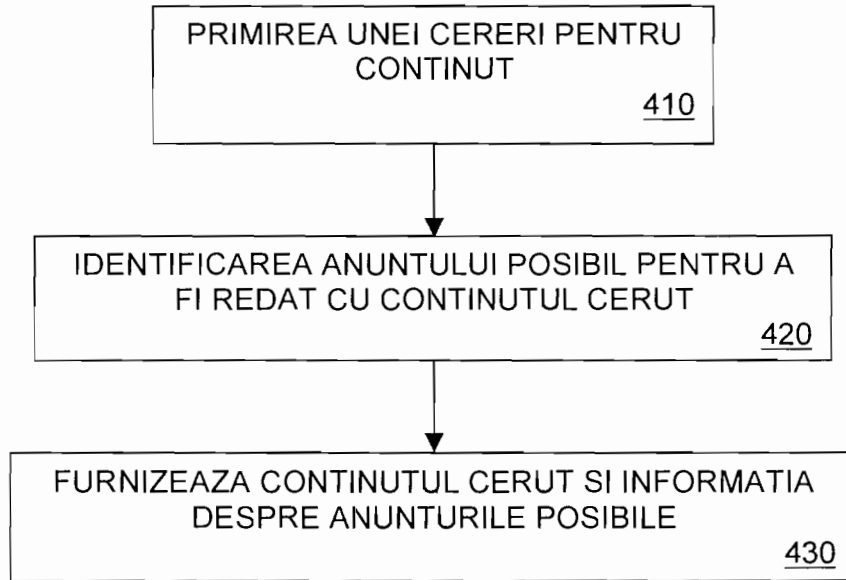 PRIMIREA UNEI CERERI PENTRU
CONTINUT
410
IDENTIFICAREA ANUNTULUI POSIBIL PENTRU A
FI REDAT CU CONTINUTUL CERUT
420
FURNIZEAZA CONTINUTUL CERUT SI INFORMATIA
DESPRE ANUNTURILE POSIBILE
430